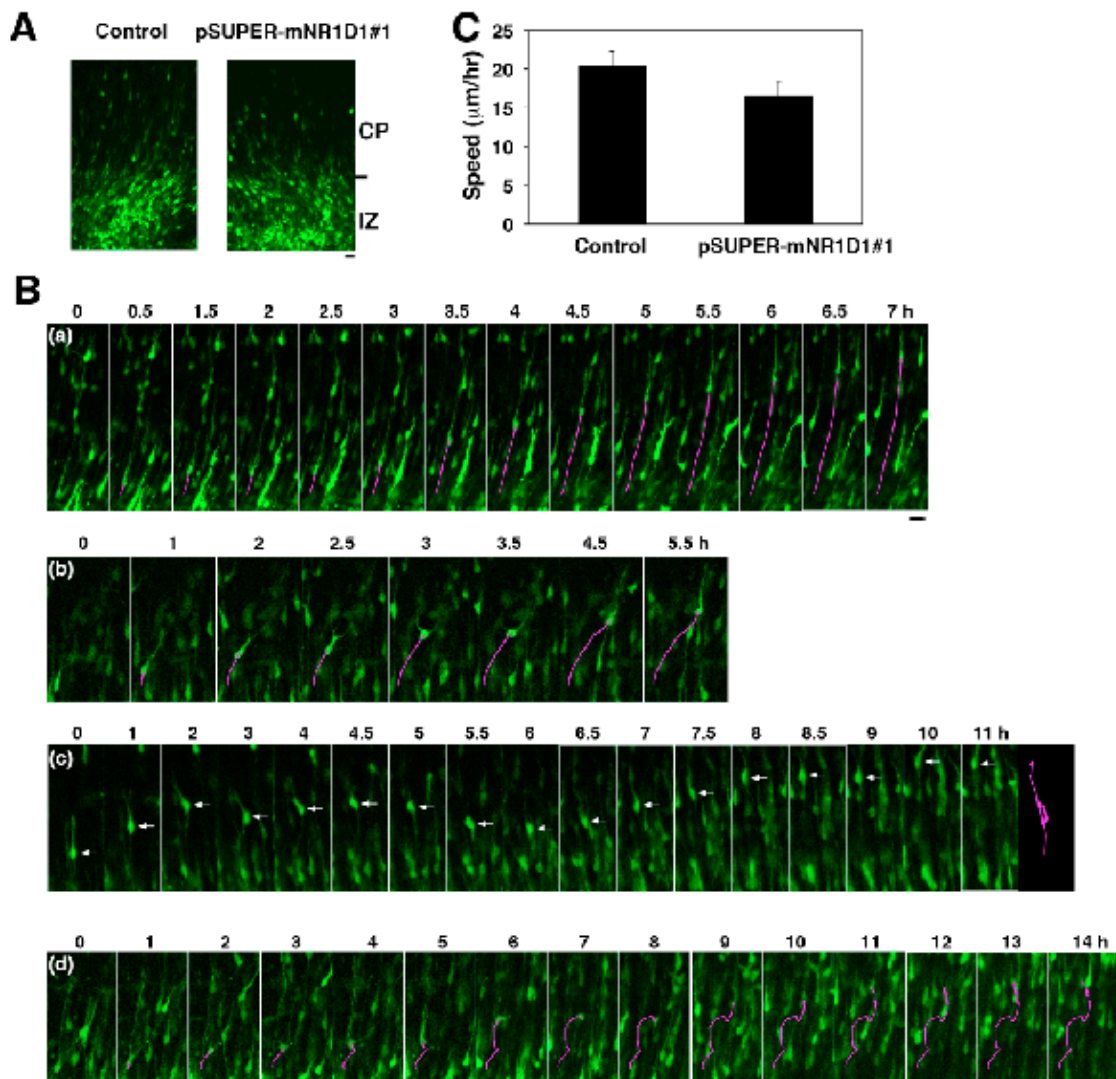 A
Control pSUPER-mNR1D1#1
CP
IZ
C
Speed (μm/hr)
25
20
15
10
5
0
Control pSUPER-mNR1D1#1
B
0 0.5 1.5 2 2.5 3 3.5 4 4.5 5 5.5 6 6.5 7 h
(a)
0 1 2 2.5 3 3.5 4.5 5.5 h
(b)
0 1 2 3 4 4.5 5 5.5 6 6.5 7 7.5 8 8.5 9 10 11 h
(c)
0 1 2 3 4 5 6 7 8 9 10 11 12 13 14 h
(d)